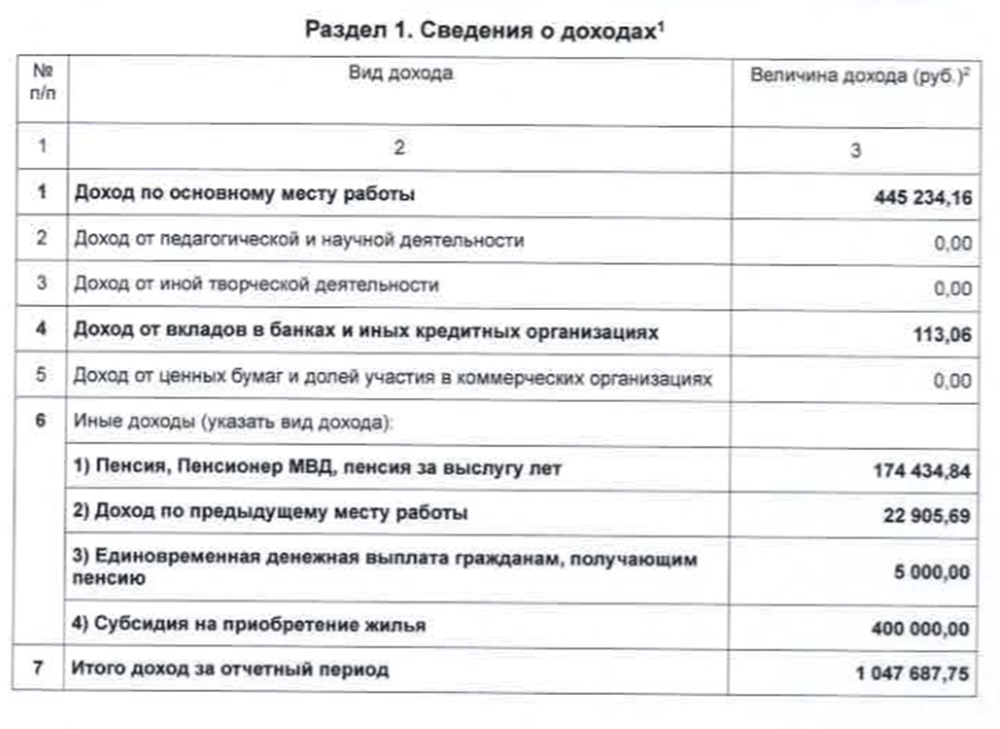 Раздел 1. Сведения о доходах¹
№ п/п Вид дохода Величина дохода (руб.)²
1 2 3
1 Доход по основному месту работы 445 234,16
2 Доход от педагогической и научной деятельности 0,00
3 Доход от иной творческой деятельности 0,00
4 Доход от вкладов в банках и иных кредитных организациях 113,06
5 Доход от ценных бумаг и долей участия в коммерческих организациях 0,00
6 Иные доходы (указать вид дохода):
1) Пенсия, Пенсионер МВД, пенсия за выслугу лет 174 434,84
2) Доход по предыдущему месту работы 22 905,69
3) Единовременная денежная выплата гражданам, получающим
пенсию 5 000,00
4) Субсидия на приобретение жилья 400 000,00
7 Итого доход за отчетный период 1 047 687,75